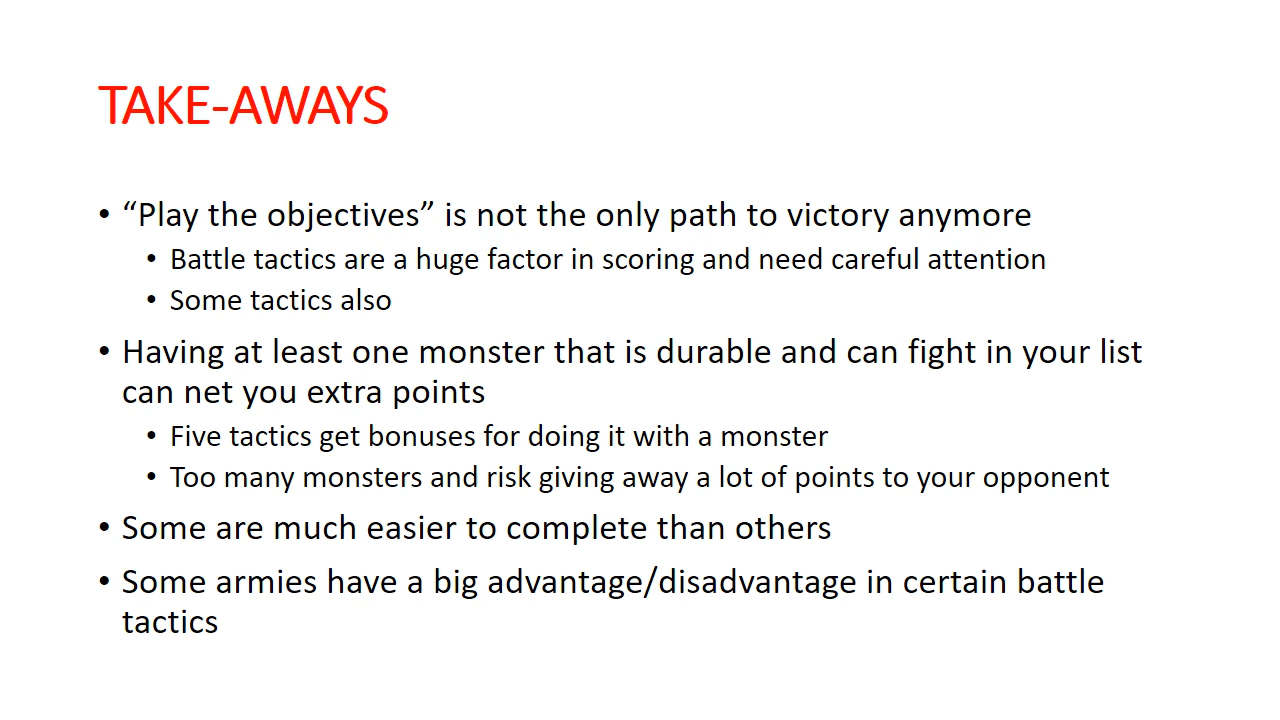 TAKE-AWAYS
• “Play the objectives” is not the only path to victory anymore
• Battle tactics are a huge factor in scoring and need careful attention
• Some tactics also
• Having at least one monster that is durable and can fight in your list
can net you extra points
• Five tactics get bonuses for doing it with a monster
• Too many monsters and risk giving away a lot of points to your opponent
• Some are much easier to complete than others
• Some armies have a big advantage/disadvantage in certain battle
tactics